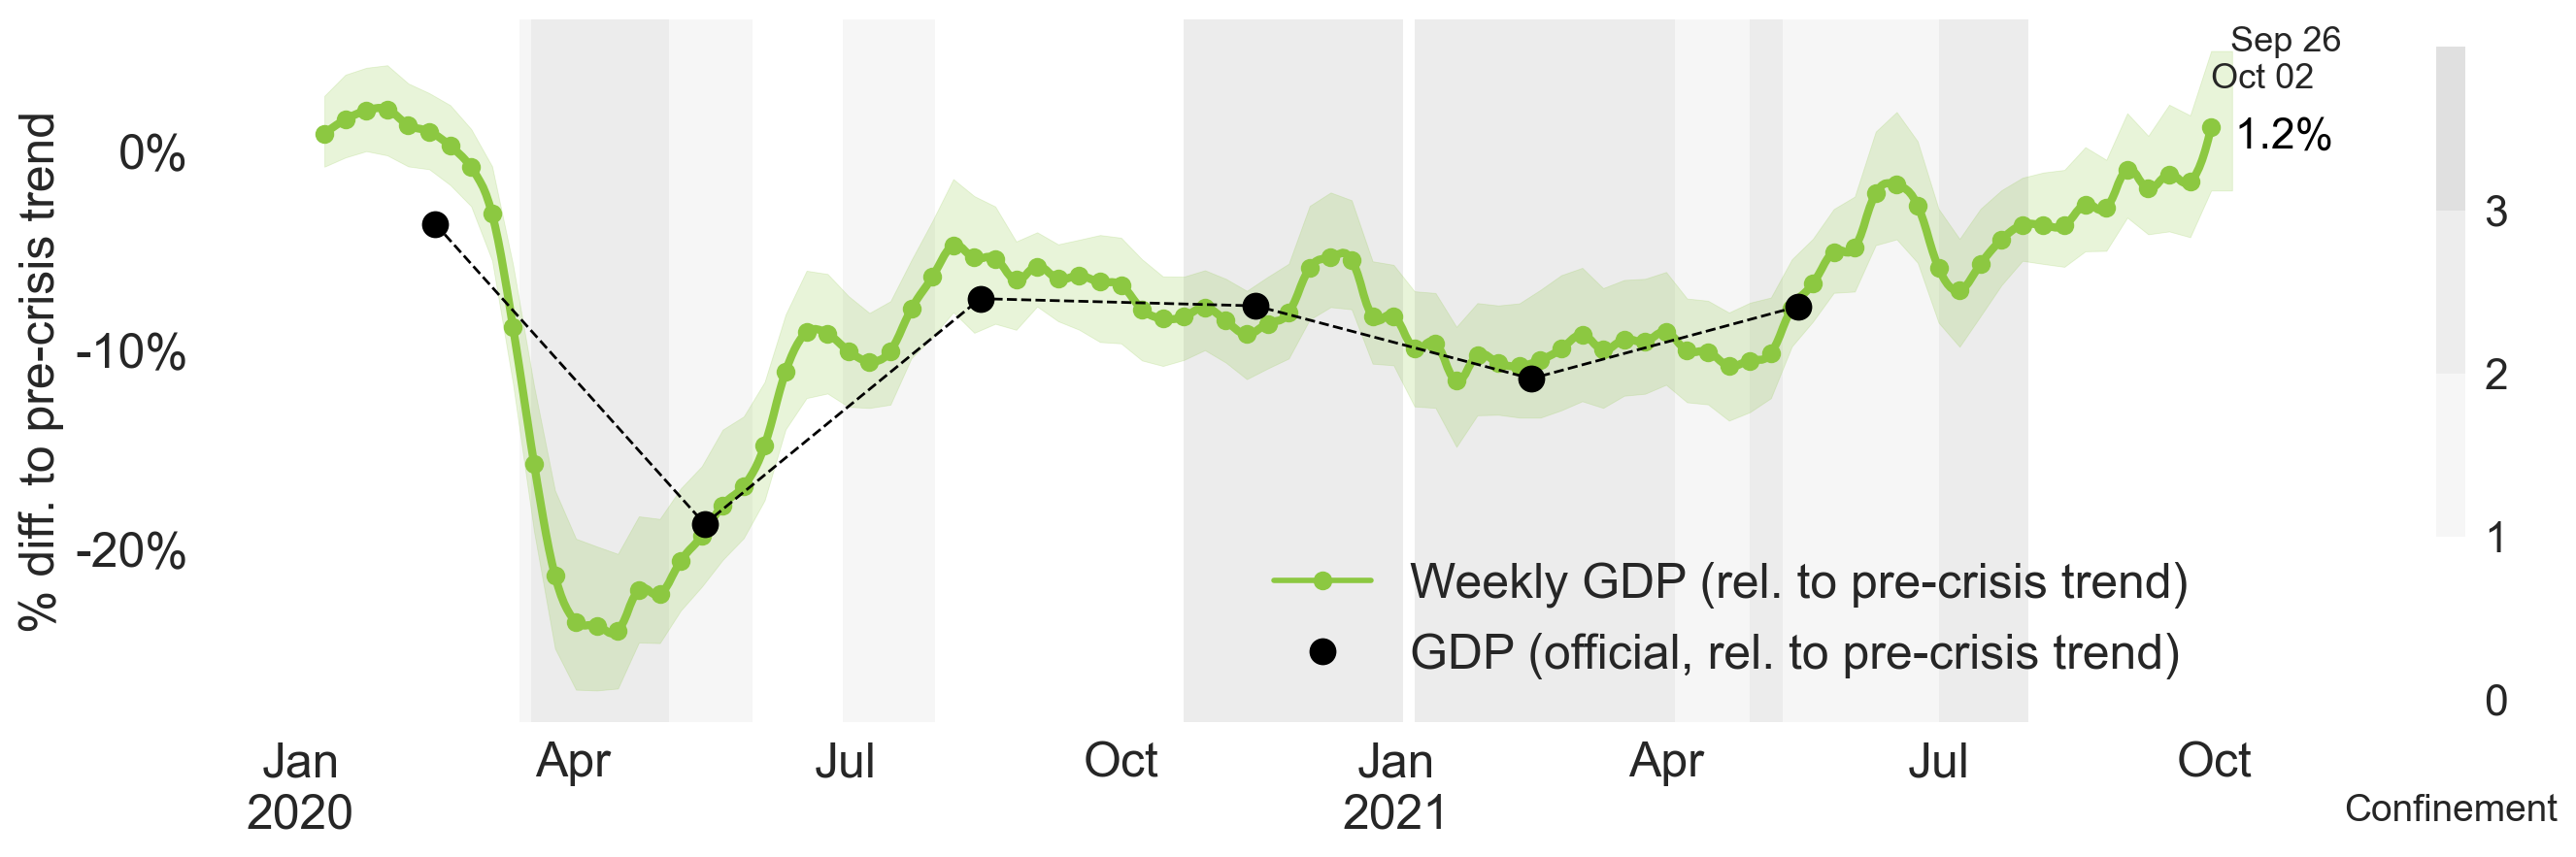 % diff. to pre-crisis trend
0%
-10%
-20%
Sep 26
Oct 02
1.2%
Weekly GDP (rel. to pre-crisis trend)
GDP (official, rel. to pre-crisis trend)
Jan Apr Jul Oct Jan Apr Jul Oct
2020 2021
3
2
1
0
Confinement